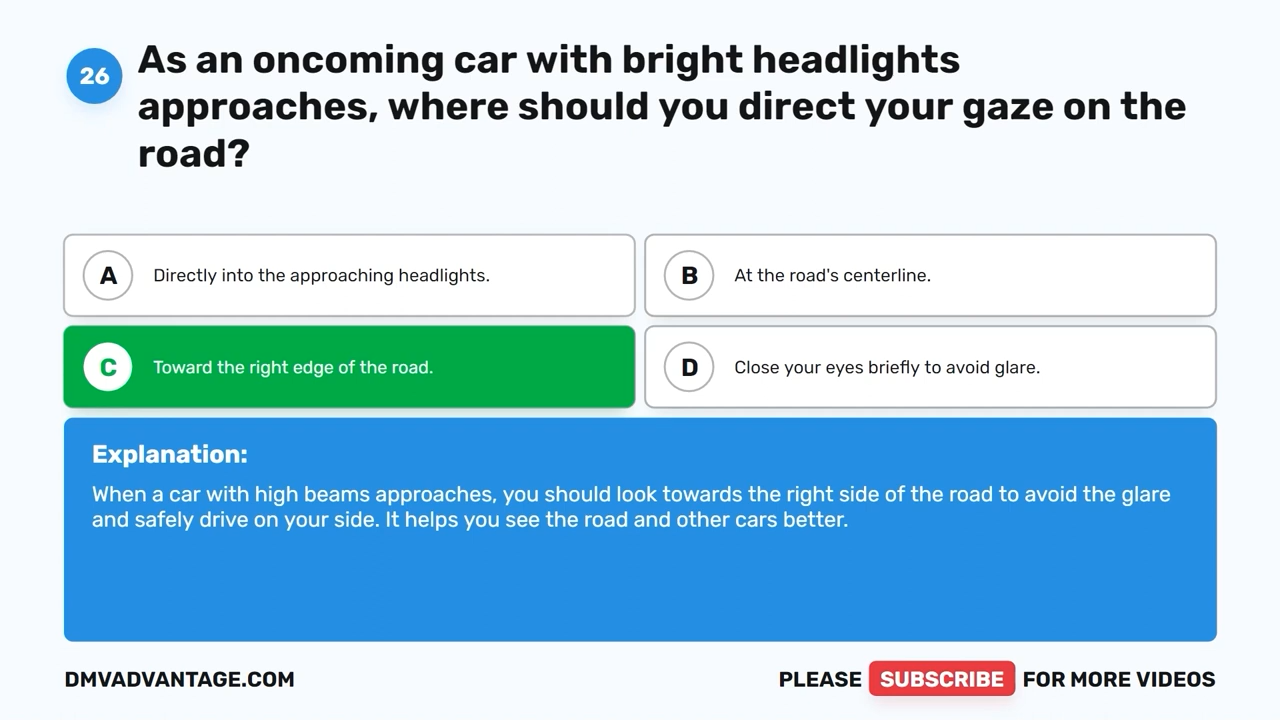 26
As an oncoming car with bright headlights
approaches, where should you direct your gaze on the
road?
A
Directly into the approaching headlights.
B
At the road's centerline.
C
Toward the right edge of the road.
D
Close your eyes briefly to avoid glare.
Explanation:
When a car with high beams approaches, you should look towards the right side of the road to avoid the glare
and safely drive on your side. It helps you see the road and other cars better.
DMVADVANTAGE.COM
PLEASE SUBSCRIBE FOR MORE VIDEOS